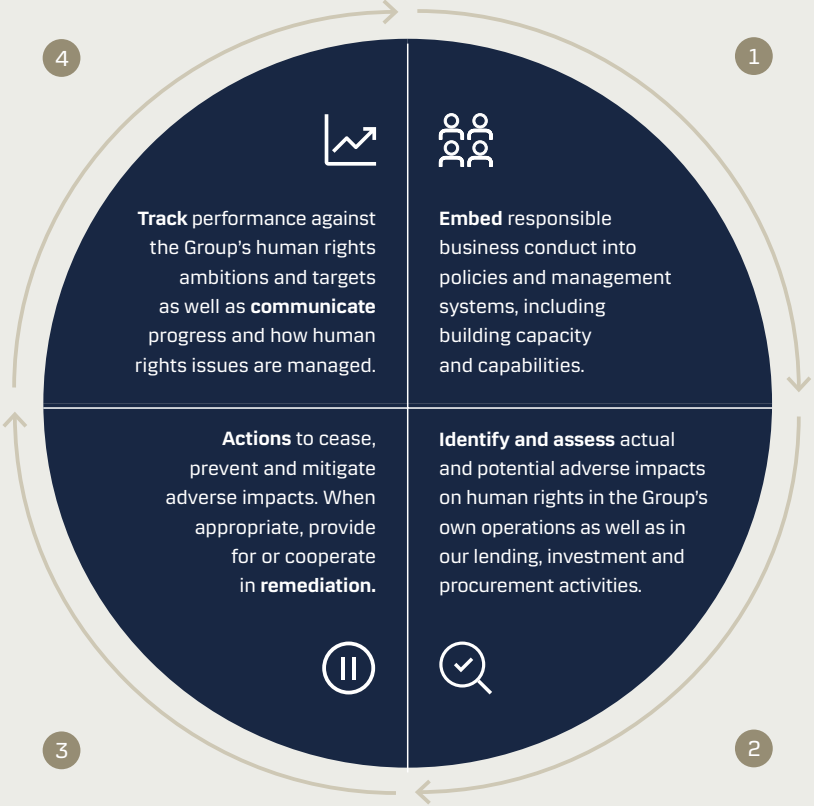 1
Embed responsible
business conduct into
policies and management
systems, including
building capacity
and capabilities.
2
Identify and assess actual
and potential adverse impacts
on human rights in the Group's
own operations as well as in
our lending, investment and
procurement activities.
3
Actions to cease,
prevent and mitigate
adverse impacts. When
appropriate, provide
for or cooperate
in remediation.
4
Track performance against
the Group's human rights
ambitions and targets
as well as communicate
progress and how human
rights issues are managed.